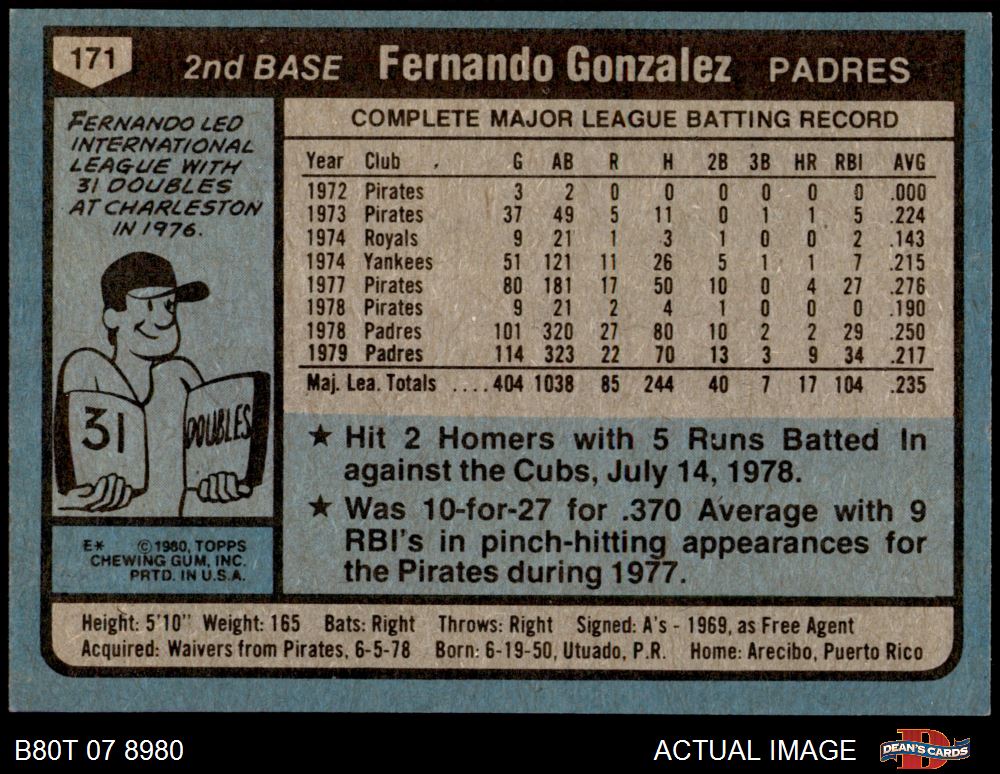 171
2nd BASE Fernando Gonzalez PADRES
FERNANDO LED
INTERNATIONAL
LEAGUE WITH
31 DOUBLES
AT CHARLESTON
IN 1976.
31 DOUBLES
E* © 1980, TOPPS
CHEWING GUM, INC.
PRTD. IN U.S.A.
COMPLETE MAJOR LEAGUE BATTING RECORD
Year Club G AB R H 2B 3B HR RBI AVG
1972 Pirates 3 2 0 0 0 0 0 0 .000
1973 Pirates 37 49 5 11 0 1 1 5 .224
1974 Royals 9 21 1 3 1 0 0 2 .143
1974 Yankees 51 121 11 26 5 1 1 7 .215
1977 Pirates 80 181 17 50 10 0 4 27 .276
1978 Pirates 9 21 2 4 1 0 0 0 .190
1978 Padres 101 320 27 80 10 2 2 29 .250
1979 Padres 114 323 22 70 13 3 9 34 .217
Maj. Lea. Totals ....404 1038 85 244 40 7 17 104 .235
★ Hit 2 Homers with 5 Runs Batted In
against the Cubs, July 14, 1978.
★ Was 10-for-27 for .370 Average with 9
RBI's in pinch-hitting appearances for
the Pirates during 1977.
Height: 5'10" Weight: 165 Bats: Right Throws: Right Signed: A's - 1969, as Free Agent
Acquired: Waivers from Pirates, 6-5-78 Born: 6-19-50, Utuado, P.R. Home: Arecibo, Puerto Rico
B80T 07 8980 ACTUAL IMAGE DEAN'S CARDS